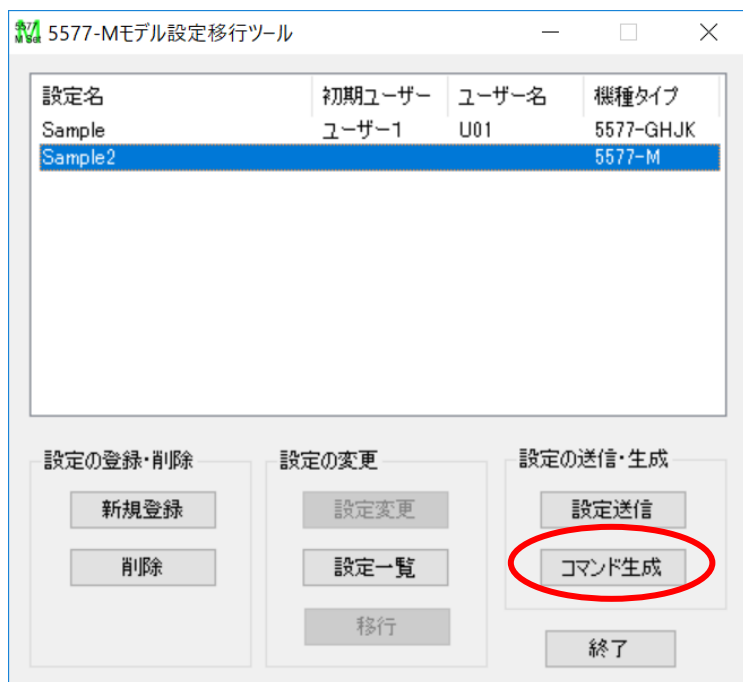 5577 M Set 5577-Mモデル設定移行ツール
設定名 初期ユーザー ユーザー名 機種タイプ
Sample ユーザー1 U01 5577-GHJK
Sample2 5577-M
設定の登録・削除 設定の変更 設定の送信・生成
新規登録 設定変更 設定送信
削除 設定一覧 コマンド生成
移行
終了